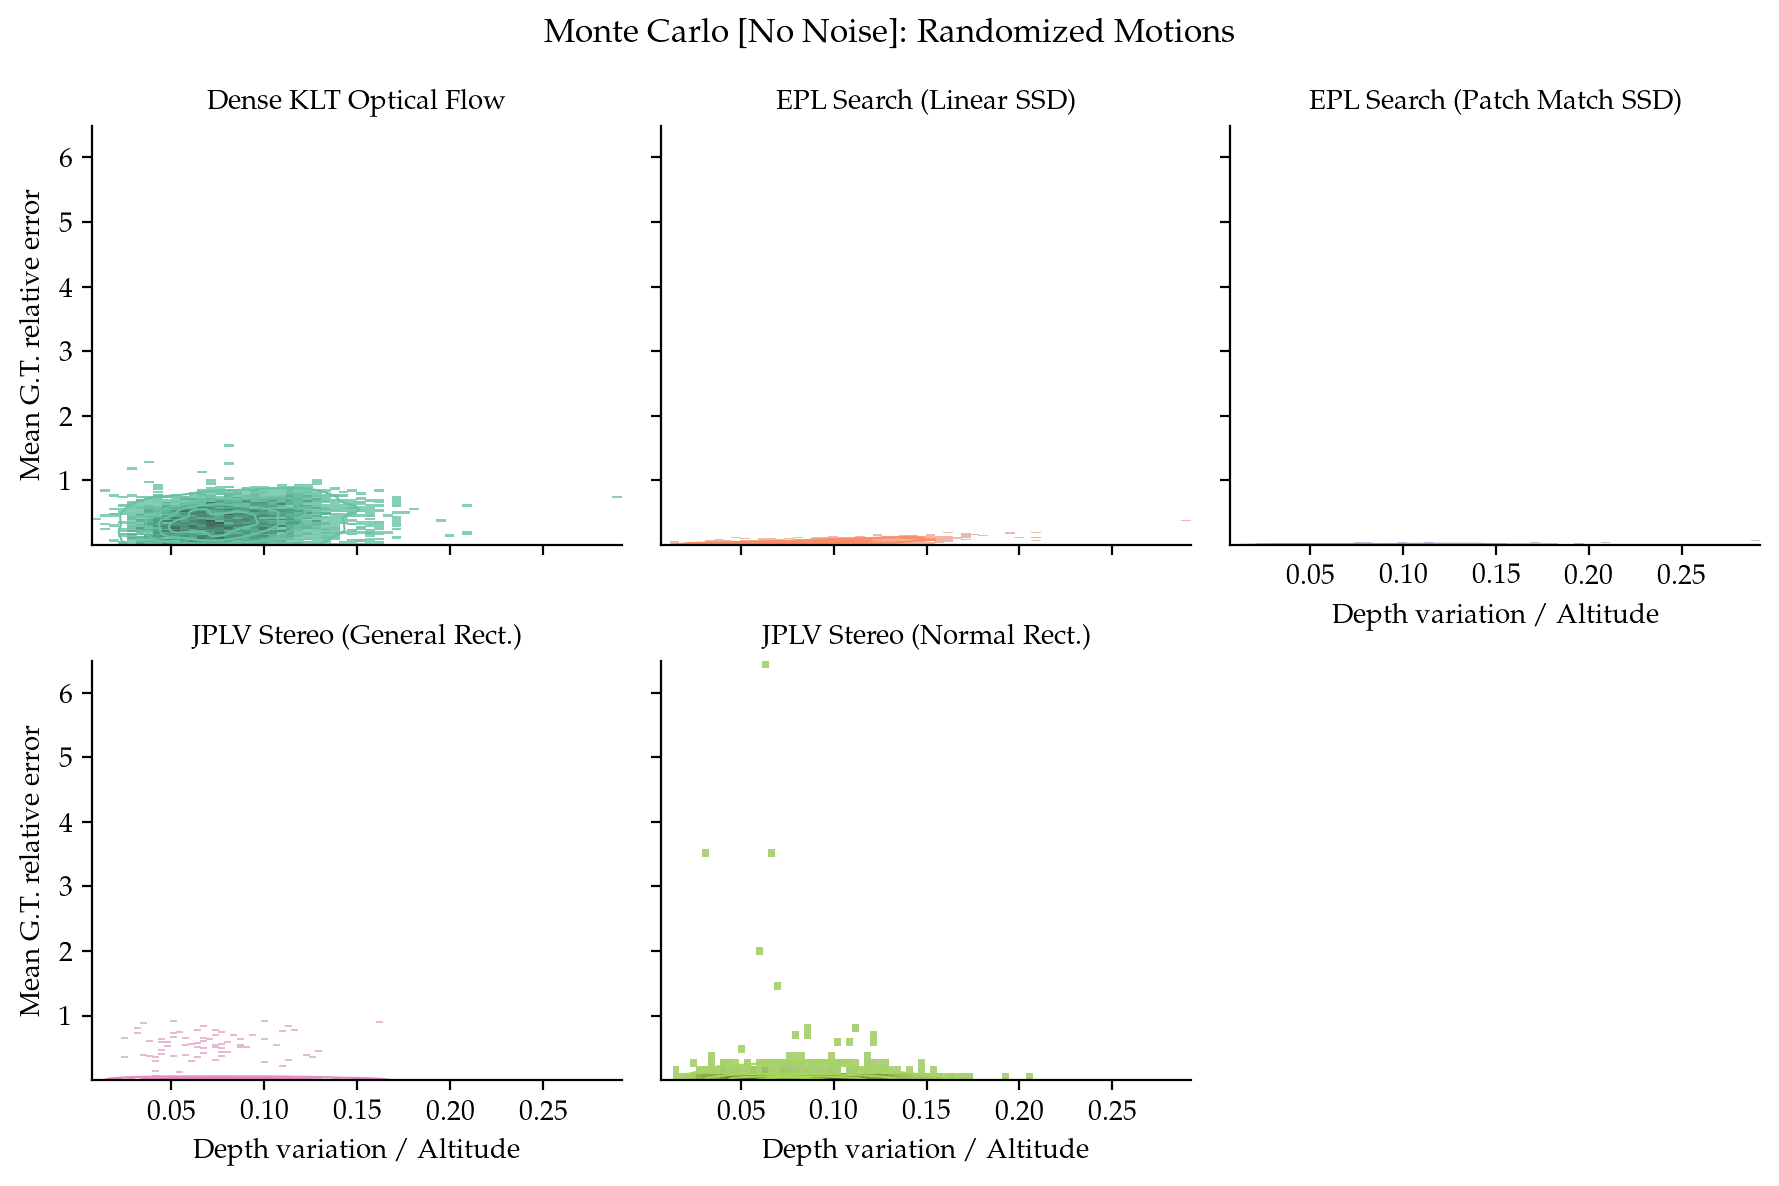 Monte Carlo [No Noise]: Randomized Motions
Dense KLT Optical Flow
EPL Search (Linear SSD)
EPL Search (Patch Match SSD)
Mean G.T. relative error
6
5
4
3
2
1
0.05 0.10 0.15 0.20 0.25
Depth variation / Altitude
JPLV Stereo (General Rect.)
JPLV Stereo (Normal Rect.)
Mean G.T. relative error
6
5
4
3
2
1
0.05 0.10 0.15 0.20 0.25
Depth variation / Altitude
0.05 0.10 0.15 0.20 0.25
Depth variation / Altitude